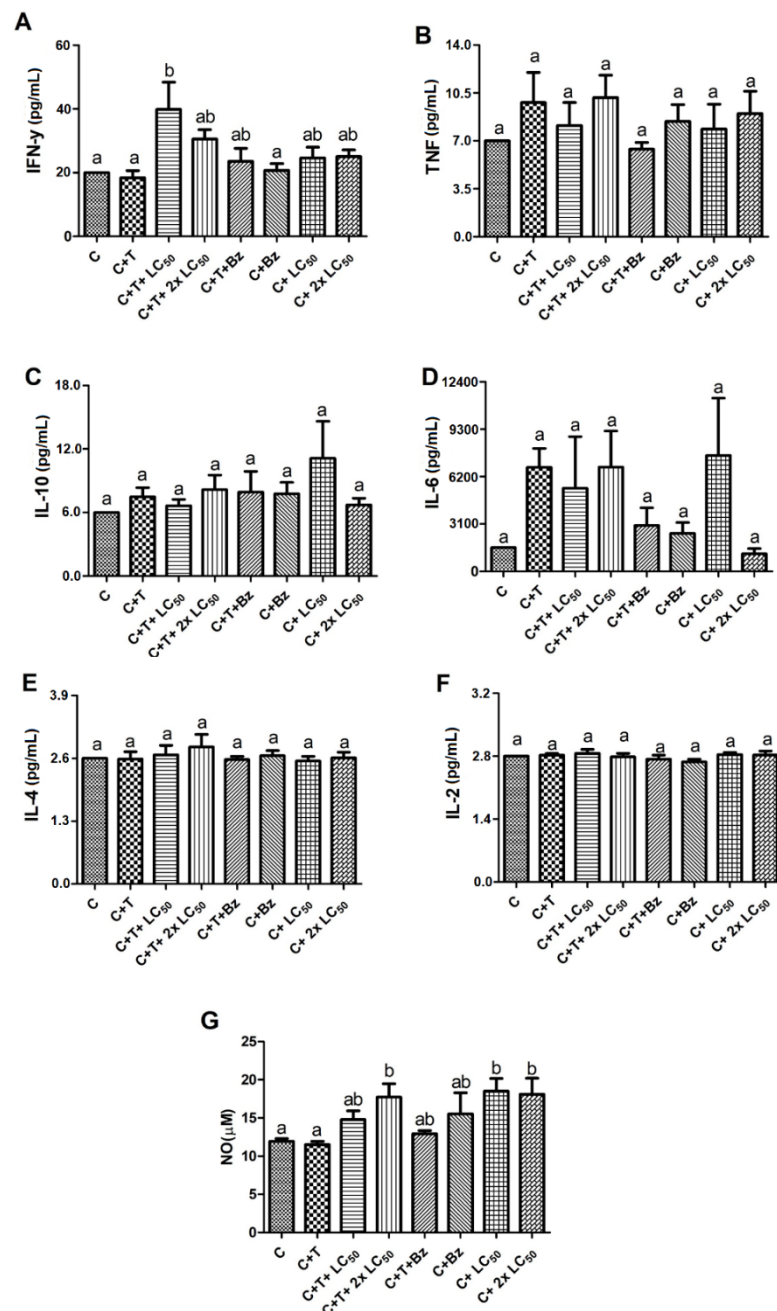 A
IFN-y (pg/mL)
60
40
20
0
a
a
b
ab
ab
a
ab
ab
C
C+T
C+T+ LC₅₀
C+T+ 2x LC₅₀
C+T+Bz
C+Bz
C+ LC₅₀
C+ 2x LC₅₀
B
TNF (pg/mL)
14.0
10.5
7.0
3.5
0.0
a
a
a
a
a
a
a
a
C
C+T
C+T+ LC₅₀
C+T+ 2x LC₅₀
C+T+Bz
C+Bz
C+ LC₅₀
C+ 2x LC₅₀
C
IL-10 (pg/mL)
18.0
12.0
6.0
0.0
a
a
a
a
a
a
a
a
C
C+T
C+T+ LC₅₀
C+T+ 2x LC₅₀
C+T+Bz
C+Bz
C+ LC₅₀
C+ 2x LC₅₀
D
IL-6 (pg/mL)
12400
9300
6200
3100
0
a
a
a
a
a
a
a
a
C
C+T
C+T+ LC₅₀
C+T+ 2x LC₅₀
C+T+Bz
C+Bz
C+ LC₅₀
C+ 2x LC₅₀
E
IL-4 (pg/mL)
3.9
2.6
1.3
0.0
a
a
a
a
a
a
a
a
C
C+T
C+T+ LC₅₀
C+T+ 2x LC₅₀
C+T+Bz
C+Bz
C+ LC₅₀
C+ 2x LC₅₀
F
IL-2 (pg/mL)
3.2
2.8
1.4
0.0
a
a
a
a
a
a
a
a
C
C+T
C+T+ LC₅₀
C+T+ 2x LC₅₀
C+T+Bz
C+Bz
C+ LC₅₀
C+ 2x LC₅₀
G
NO(µM)
25
20
15
10
5
0
a
a
ab
b
ab
ab
b
b
C
C+T
C+T+ LC₅₀
C+T+ 2x LC₅₀
C+T+Bz
C+Bz
C+ LC₅₀
C+ 2x LC₅₀